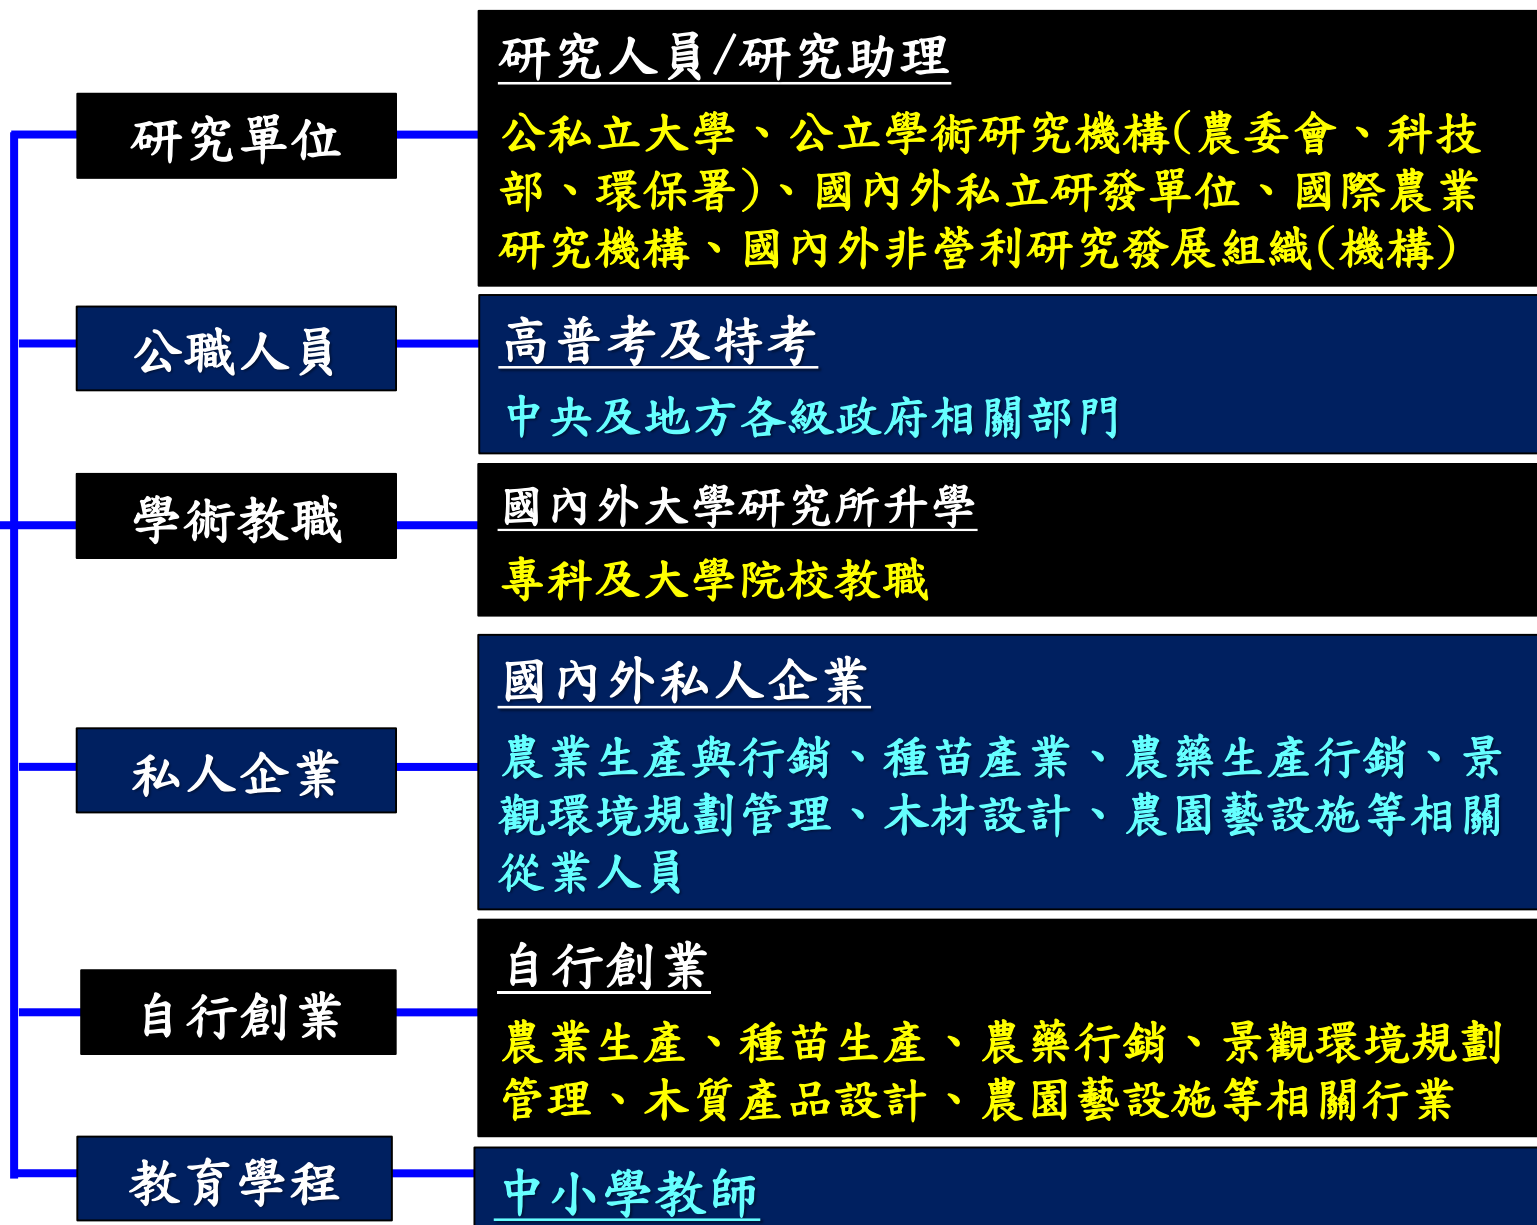 研究單位
研究人員/研究助理
公私立大學、公立學術研究機構(農委會、科技
部、環保署)、國內外私立研發單位、國際農業
研究機構、國內外非營利研究發展組織(機構)
公職人員
高普考及特考
中央及地方各級政府相關部門
學術教職
國內外大學研究所升學
專科及大學院校教職
私人企業
國內外私人企業
農業生產與行銷、種苗產業、農藥生產行銷、景
觀環境規劃管理、木材設計、農園藝設施等相關
從業人員
自行創業
自行創業
農業生產、種苗生產、農藥行銷、景觀環境規劃
管理、木質產品設計、農園藝設施等相關行業
教育學程
中小學教師